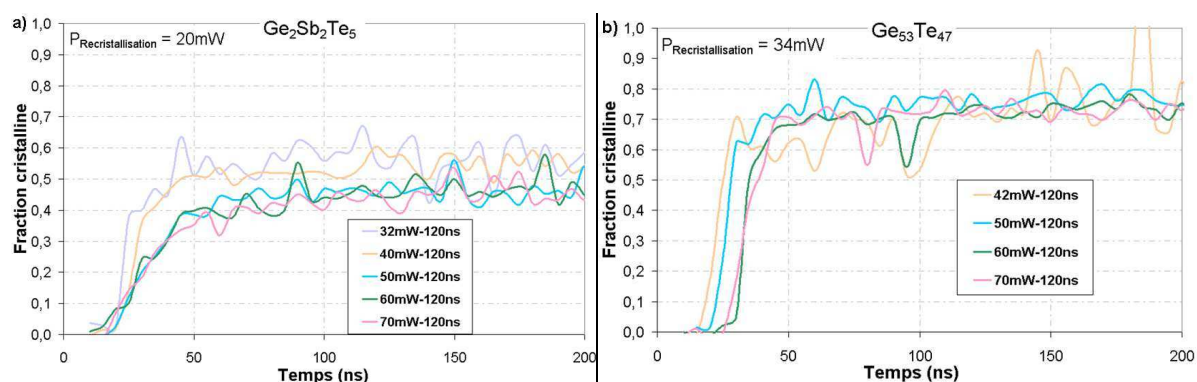 a)
P_Recristallisation = 20mW
Ge₂Sb₂Te₅
Fraction cristalline
1,0
0,9
0,8
0,7
0,6
0,5
0,4
0,3
0,2
0,1
0,0
32mW-120ns
40mW-120ns
50mW-120ns
60mW-120ns
70mW-120ns
0 50 100 150 200
Temps (ns)
b)
P_Recristallisation = 34mW
Ge₅₃Te₄₇
Fraction cristalline
1,0
0,9
0,8
0,7
0,6
0,5
0,4
0,3
0,2
0,1
0,0
42mW-120ns
50mW-120ns
60mW-120ns
70mW-120ns
0 50 100 150 200
Temps (ns)